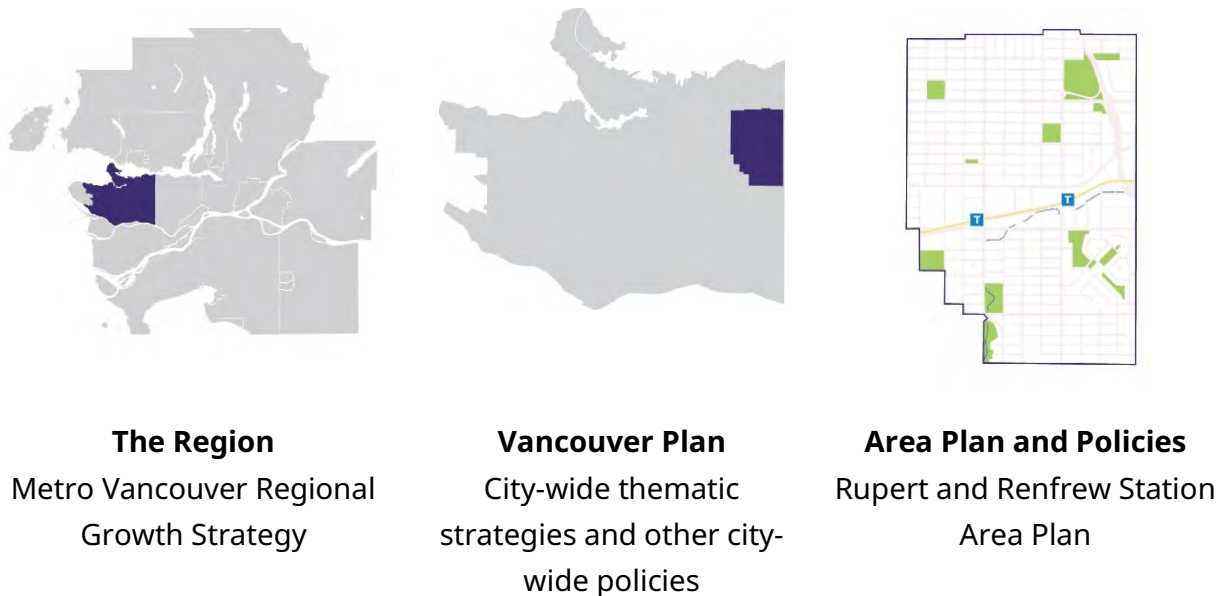 T
T
The Region
Metro Vancouver Regional
Growth Strategy
Vancouver Plan
City-wide thematic
strategies and other city-
wide policies
Area Plan and Policies
Rupert and Renfrew Station
Area Plan